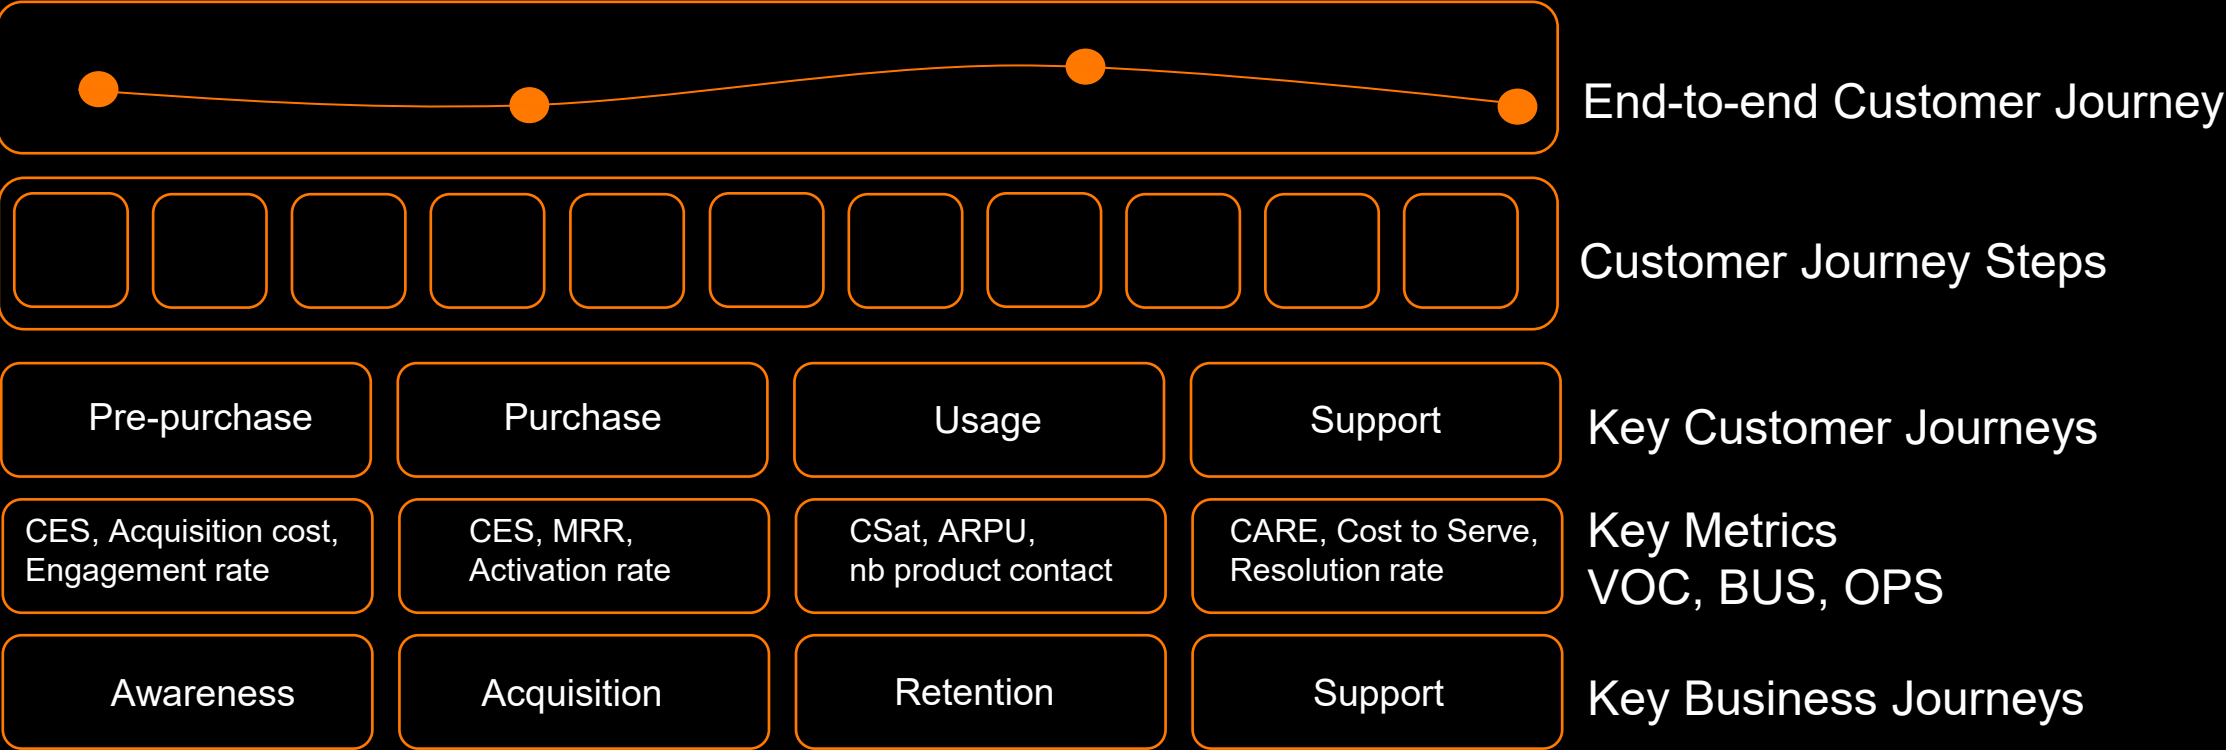 End-to-end Customer Journey
Customer Journey Steps
Pre-purchase
Purchase
Usage
Support
Key Customer Journeys
CES, Acquisition cost,
Engagement rate
CES, MRR,
Activation rate
CSat, ARPU,
nb product contact
CARE, Cost to Serve,
Resolution rate
Key Metrics
VOC, BUS, OPS
Awareness
Acquisition
Retention
Support
Key Business Journeys